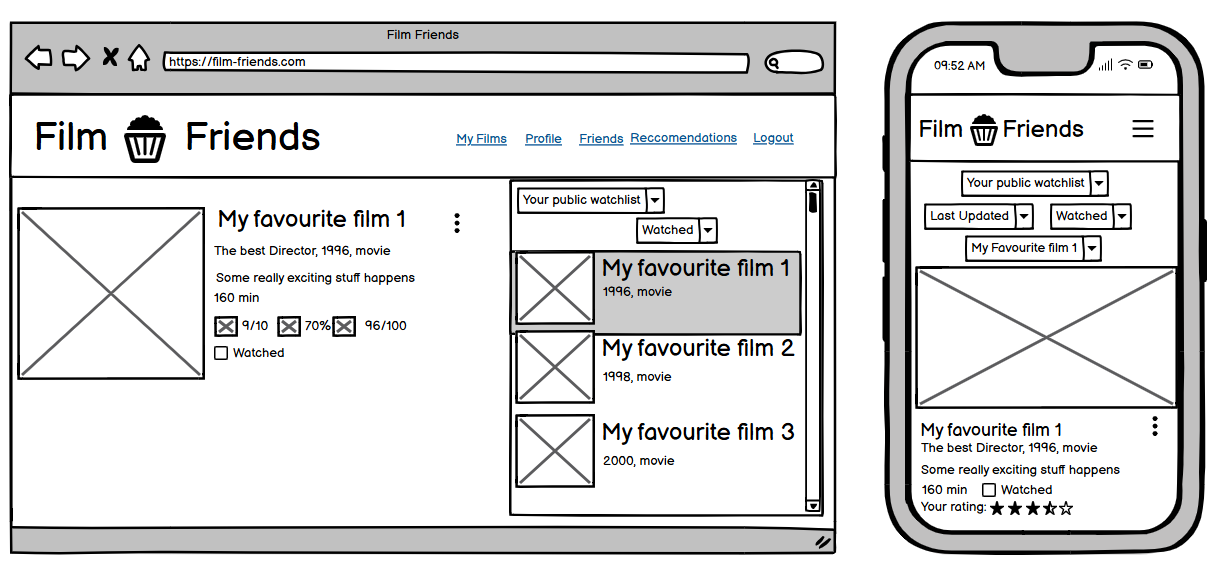 Film Friends
https://film-friends.com
Film Friends
My Films Profile Friends Reccomendations Logout
My favourite film 1
The best Director, 1996, movie
Some really exciting stuff happens
160 min
9/10 70% 96/100
Watched
Your public watchlist
Watched
My favourite film 1
1996, movie
My favourite film 2
1998, movie
My favourite film 3
2000, movie
09:52 AM
Film Friends
Your public watchlist
Last Updated Watched
My Favourite film 1
My favourite film 1
The best Director, 1996, movie
Some really exciting stuff happens
160 min Watched
Your rating: